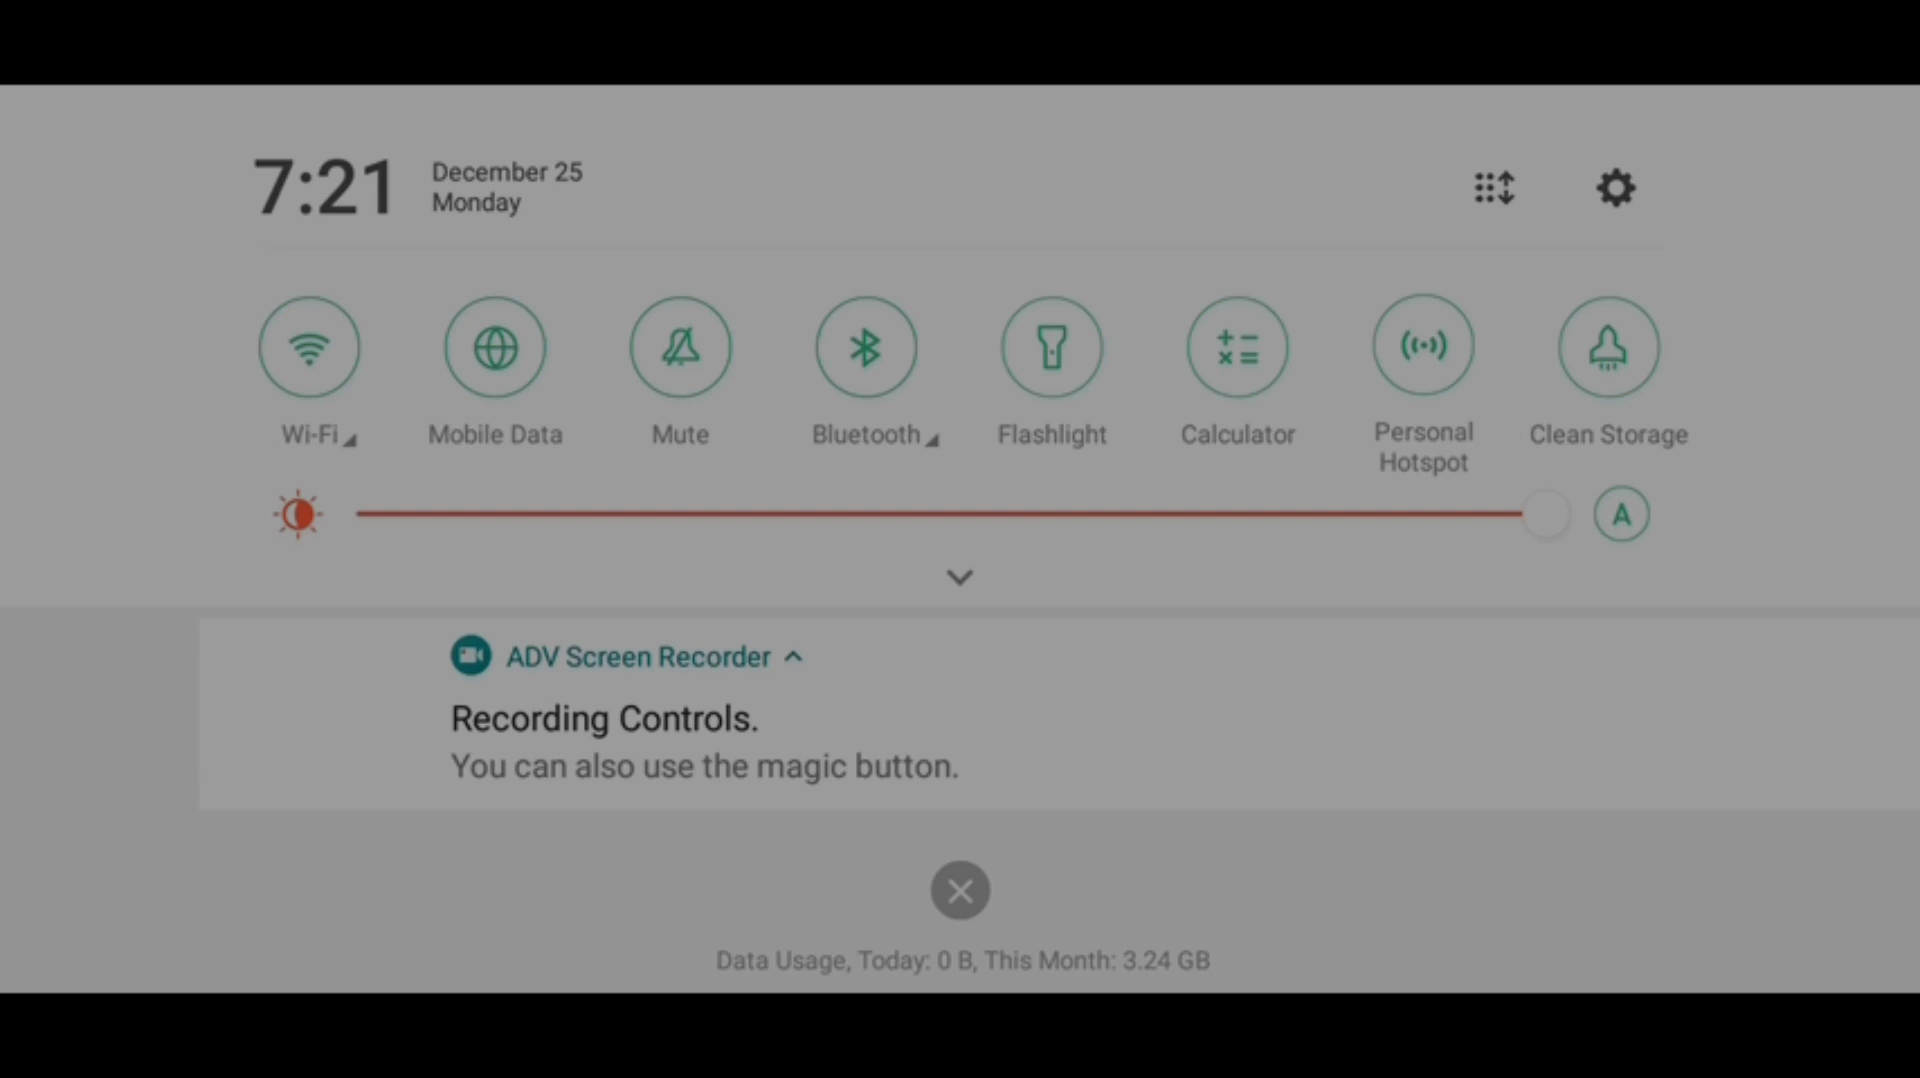 7:21
December 25
Monday
Wi-Fi
Mobile Data
Mute
Bluetooth
Flashlight
Calculator
Personal
Hotspot
Clean Storage
A
ADV Screen Recorder
Recording Controls.
You can also use the magic button.
Data Usage, Today: 0 B, This Month: 3.24 GB